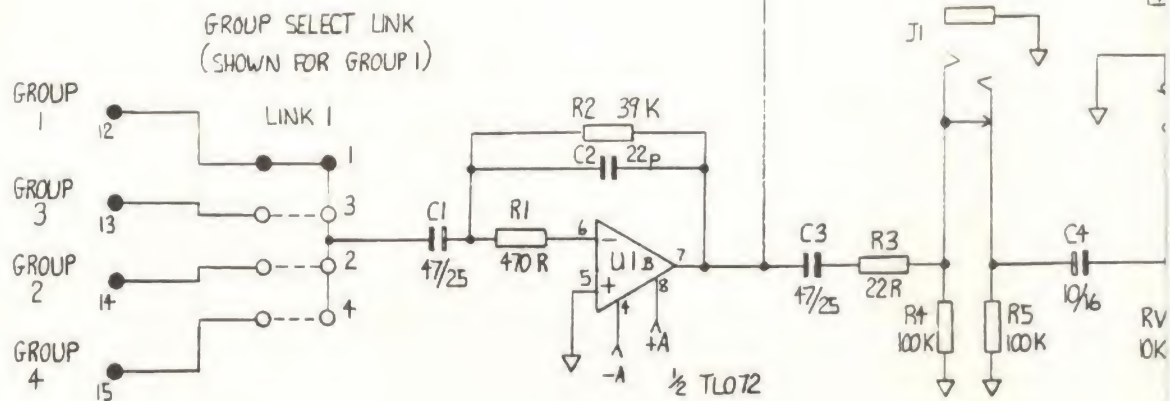 GROUP SELECT LINK
(SHOWN FOR GROUP 1)
GROUP
1
12
LINK 1
1
GROUP
3
13
3
GROUP
2
14
2
GROUP
4
15
4
C1
47/25
R1
470R
R2 39K
C2 22p
6
5
-
+
U1B
7
8
4
+A
-A
½ TL072
C3
47/25
R3
22R
J1
R4
100K
R5
100K
C4
10/16
RV
10K